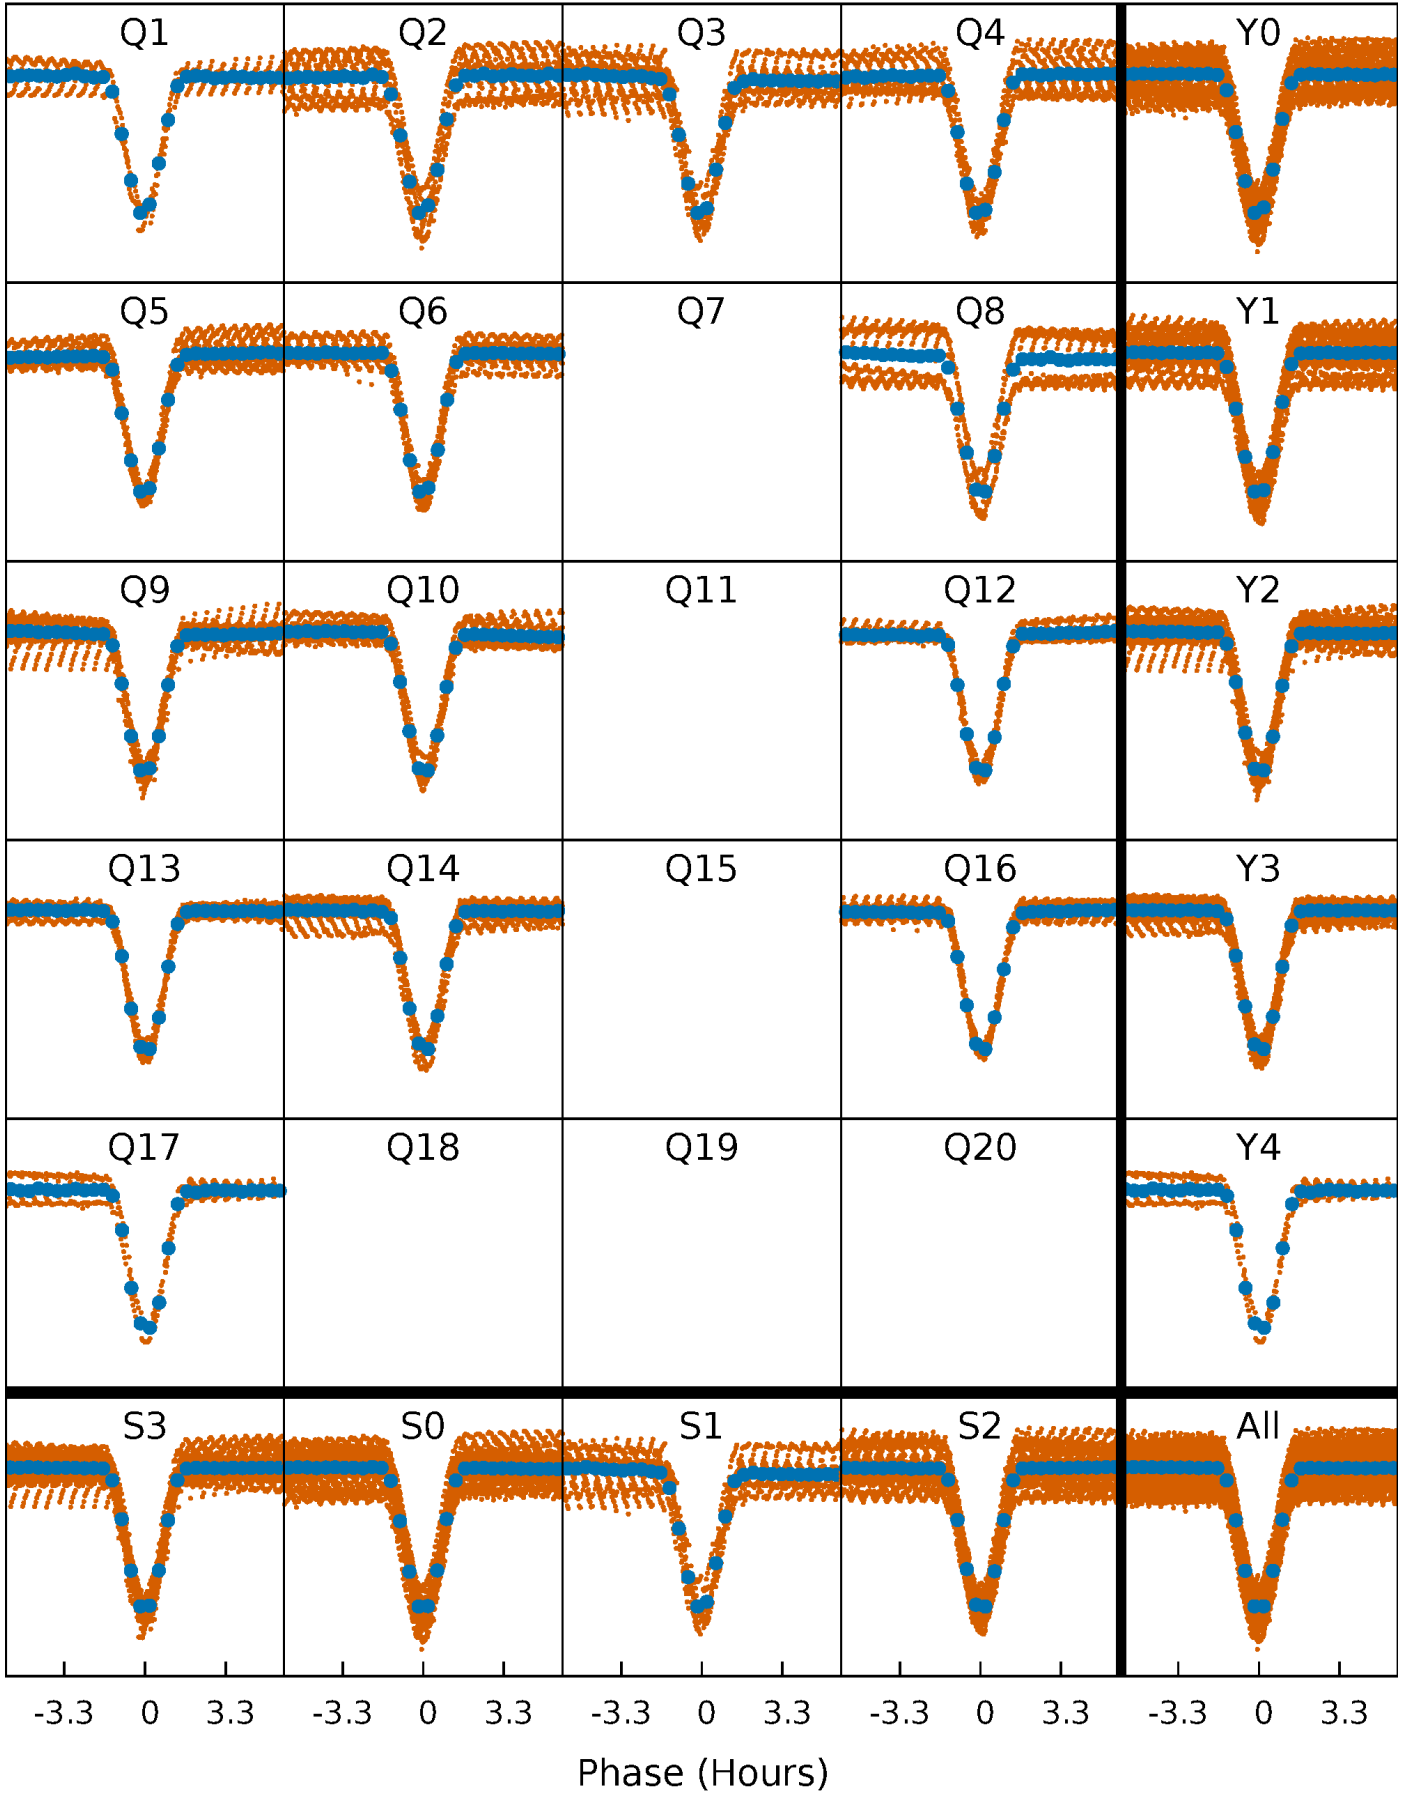 Q1 Q2 Q3 Q4 Y0
Q5 Q6 Q7 Q8 Y1
Q9 Q10 Q11 Q12 Y2
Q13 Q14 Q15 Q16 Y3
Q17 Q18 Q19 Q20 Y4
S3 S0 S1 S2 All
-3.3 0 3.3 -3.3 0 3.3 -3.3 0 3.3 -3.3 0 3.3 -3.3 0 3.3
Phase (Hours)